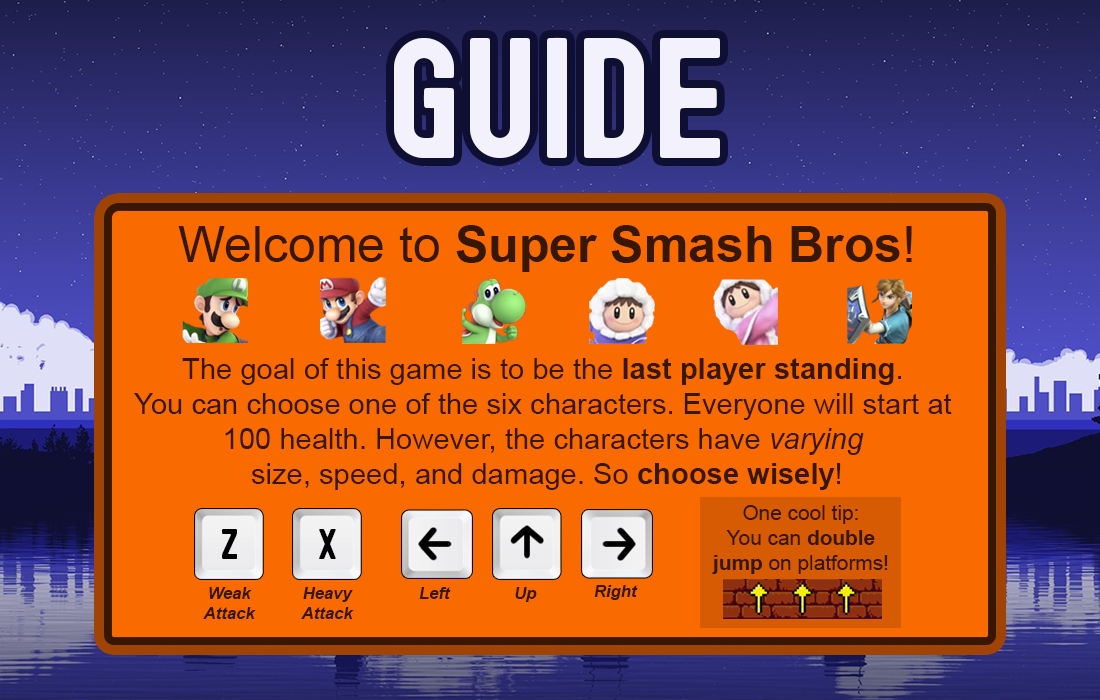 GUIDE
Welcome to Super Smash Bros!
The goal of this game is to be the last player standing.
You can choose one of the six characters. Everyone will start at
100 health. However, the characters have varying
size, speed, and damage. So choose wisely!
Z
X
Weak
Attack
Heavy
Attack
Left
Up
Right
One cool tip:
You can double
jump on platforms!